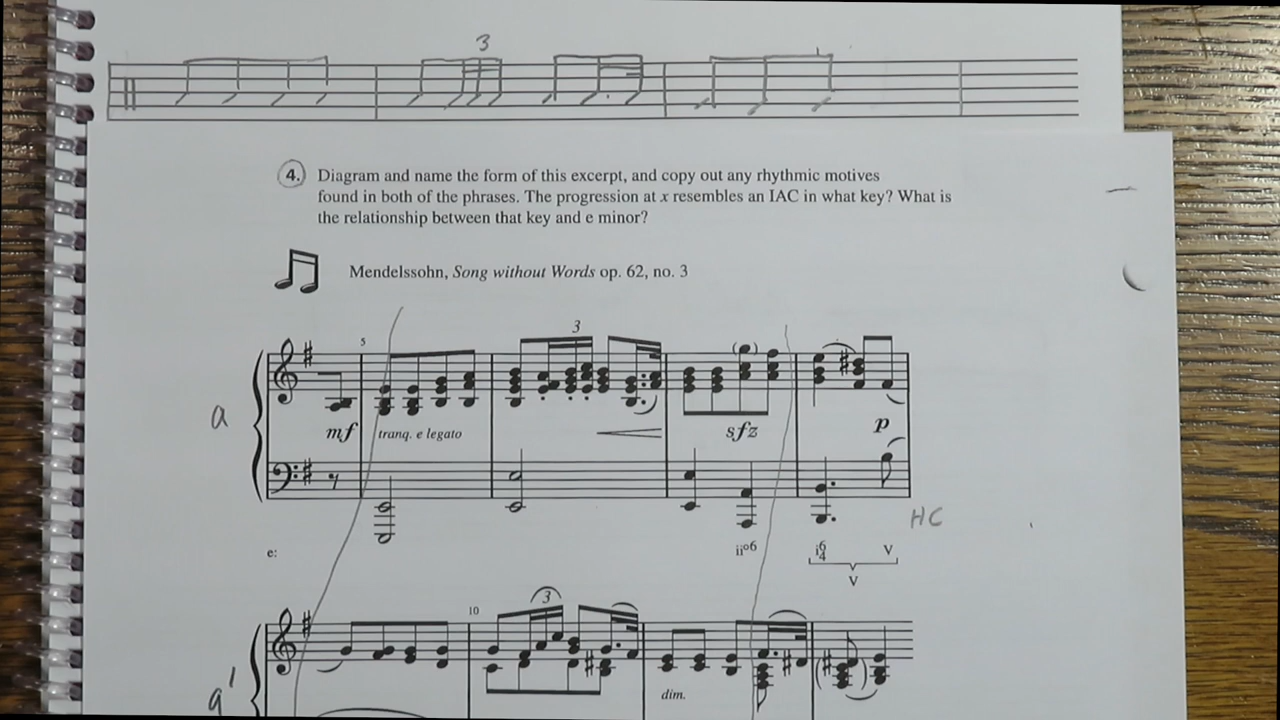 3
4. Diagram and name the form of this excerpt, and copy out any rhythmic motives
found in both of the phrases. The progression at x resembles an IAC in what key? What is
the relationship between that key and e minor?
Mendelssohn, Song without Words op. 62, no. 3
5
3
a
mf
tranq. e legato
sfz
p
HC
e:
ii°6
i6/4
V
V
10
3
a'
dim.